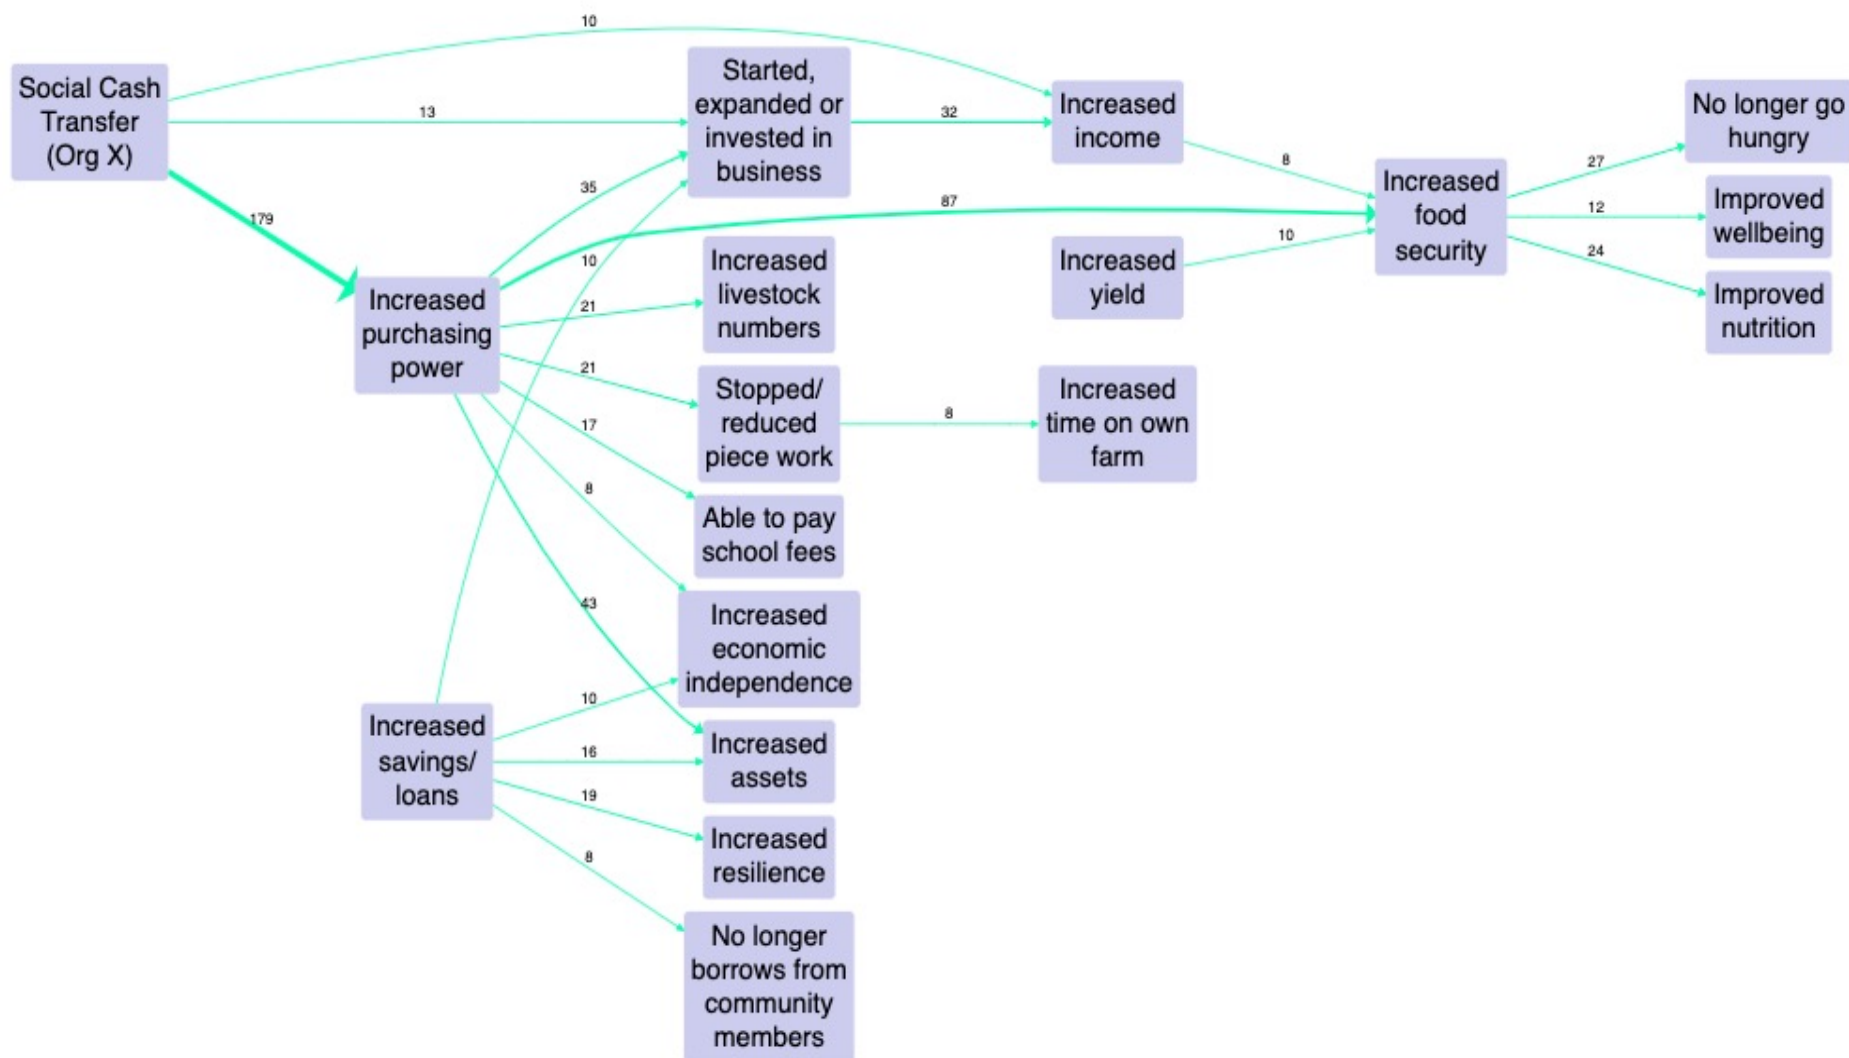 10
Social Cash
Transfer
(Org X)
13
179
Started,
expanded or
invested in
business
32
Increased
income
8
No longer go
hungry
27
Increased
food
security
12
Improved
wellbeing
24
Improved
nutrition
35
87
10
Increased
yield
10
Increased
purchasing
power
21
Increased
livestock
numbers
21
Stopped/
reduced
piece work
8
Increased
time on own
farm
17
Able to pay
school fees
8
43
Increased
economic
independence
Increased
savings/
loans
10
16
Increased
assets
19
Increased
resilience
8
No longer
borrows from
community
members